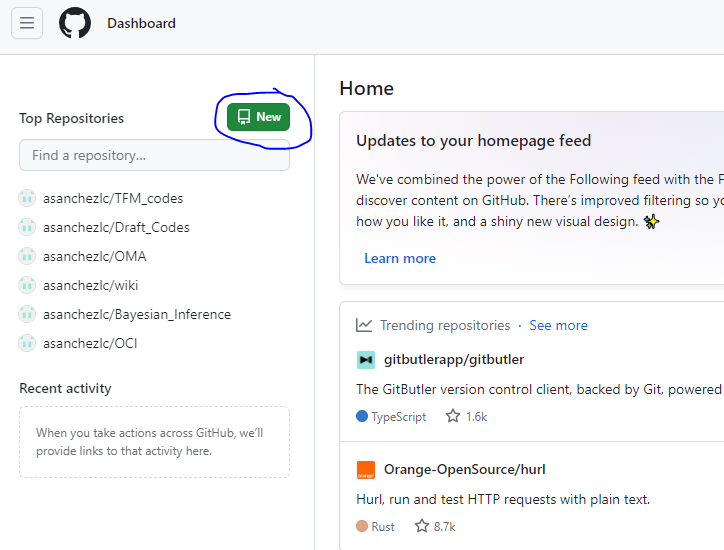 Dashboard
Top Repositories
New
Find a repository...
asanchezlc/TFM_codes
asanchezlc/Draft_Codes
asanchezlc/OMA
asanchezlc/wiki
asanchezlc/Bayesian_Inference
asanchezlc/OCI
Recent activity
When you take actions across GitHub, we'll
provide links to that activity here.
Home
Updates to your homepage feed
We've combined the power of the Following feed with the F
discover content on GitHub. There's improved filtering so yo
how you like it, and a shiny new visual design. ✨
Learn more
Trending repositories · See more
gitbutlerapp/gitbutler
The GitButler version control client, backed by Git, powered
TypeScript 1.6k
Orange-OpenSource/hurl
Hurl, run and test HTTP requests with plain text.
Rust 8.7k